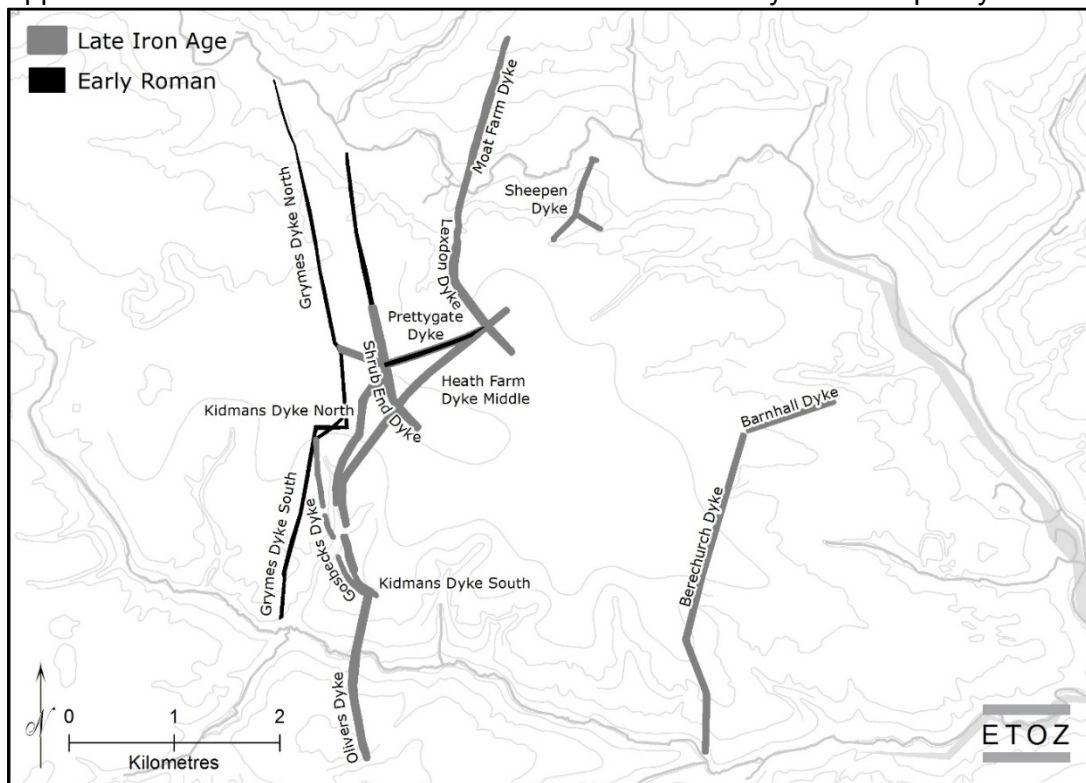 Late Iron Age
Early Roman
Moat Farm Dyke
Sheepen
Dyke
Grymes Dyke North
Lexdon Dyke
Prettygate
Dyke
Shrub End Dyke
Heath Farm
Dyke Middle
Kidmans Dyke North
Barnhall Dyke
Grymes Dyke South
Gosbecks Dyke
Berechurch Dyke
Kidmans Dyke South
Olivers Dyke
N
0 1 2
Kilometres
ETOZ